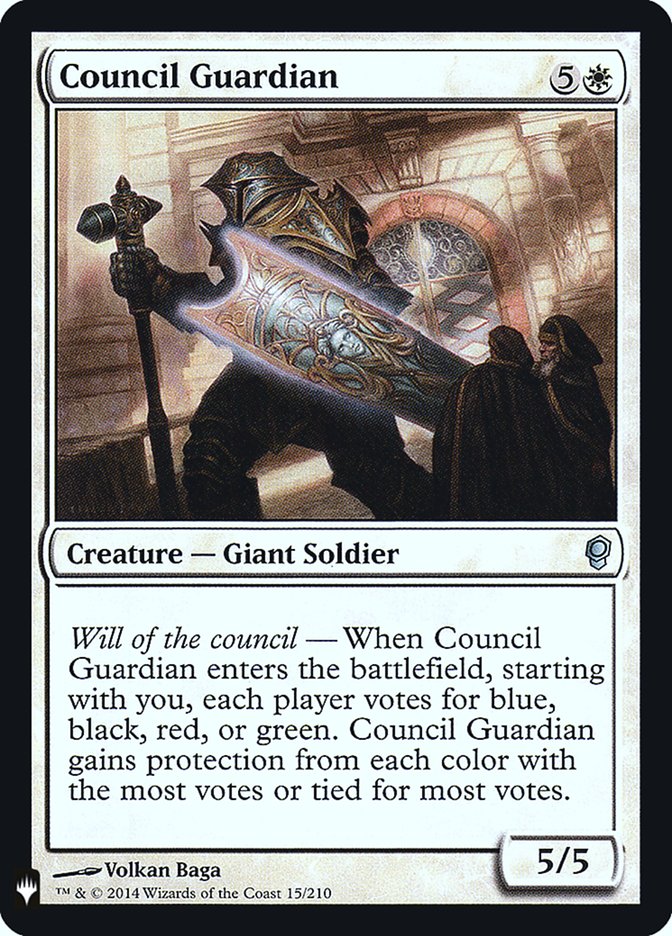 Council Guardian 5
Creature — Giant Soldier
Will of the council — When Council
Guardian enters the battlefield, starting
with you, each player votes for blue,
black, red, or green. Council Guardian
gains protection from each color with
the most votes or tied for most votes.
5/5
Volkan Baga
™ & © 2014 Wizards of the Coast 15/210